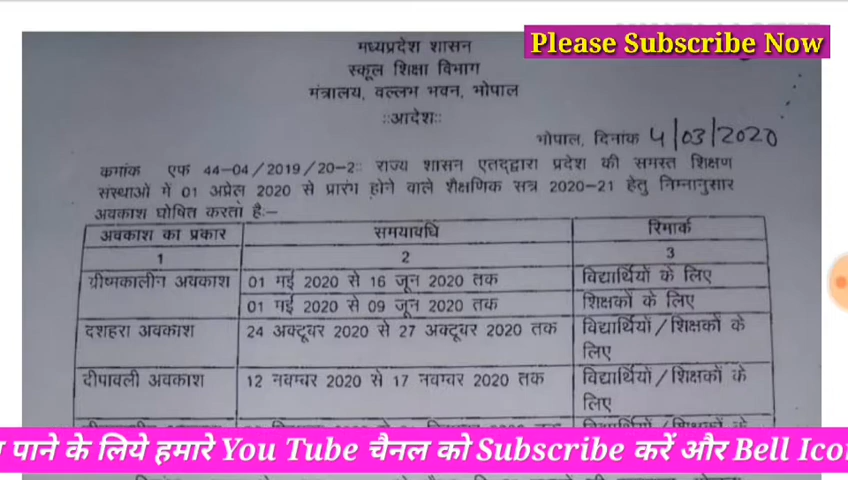 Please Subscribe Now
मध्यप्रदेश शासन
स्कूल शिक्षा विभाग
मंत्रालय, वल्लभ भवन, भोपाल
::आदेश::
भोपाल, दिनांक 4/03/2020
कमांक एफ 44-04/2019/20-2:: राज्य शासन एतद्द्वारा प्रदेश की समस्त शिक्षण
संस्थाओ में 01 अप्रेल 2020 से प्रारंभ होने वाले शैक्षणिक सत्र 2020-21 हेतु निम्नानुसार
अवकाश घोषित करता है:-
अवकाश का प्रकार समयावधि रिमार्क
1 2 3
ग्रीष्मकालीन अवकाश 01 मई 2020 से 16 जून 2020 तक विद्यार्थियों के लिए
01 मई 2020 से 09 जून 2020 तक शिक्षकों के लिए
दशहरा अवकाश 24 अक्टूबर 2020 से 27 अक्टूबर 2020 तक विद्यार्थियों/शिक्षकों के
लिए
दीपावली अवकाश 12 नवम्बर 2020 से 17 नवम्बर 2020 तक विद्यार्थियों/शिक्षकों के
लिए
पाने के लिये हमारे You Tube चैनल को Subscribe करें और Bell Icon